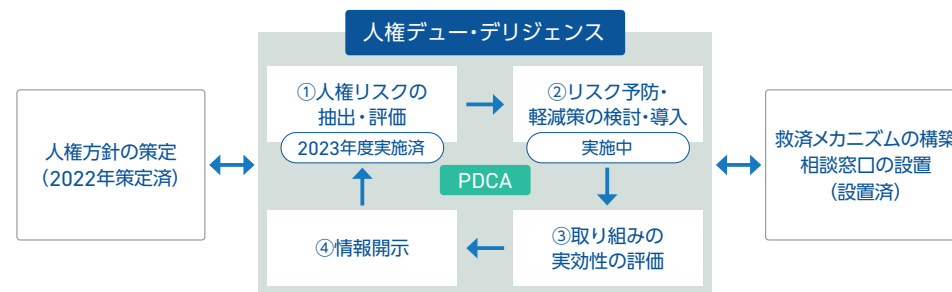 人権デュー・デリジェンス
①人権リスクの
抽出・評価
2023年度実施済
②リスク予防・
軽減策の検討・導入
実施中
人権方針の策定
（2022年策定済）
PDCA
救済メカニズムの構築
相談窓口の設置
（設置済）
④情報開示
③取り組みの
実効性の評価